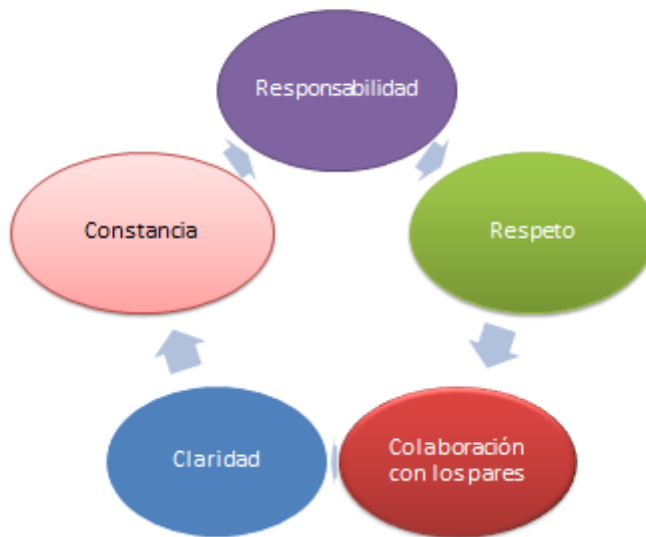 Responsabilidad
Respeto
Colaboración
con los pares
Claridad
Constancia